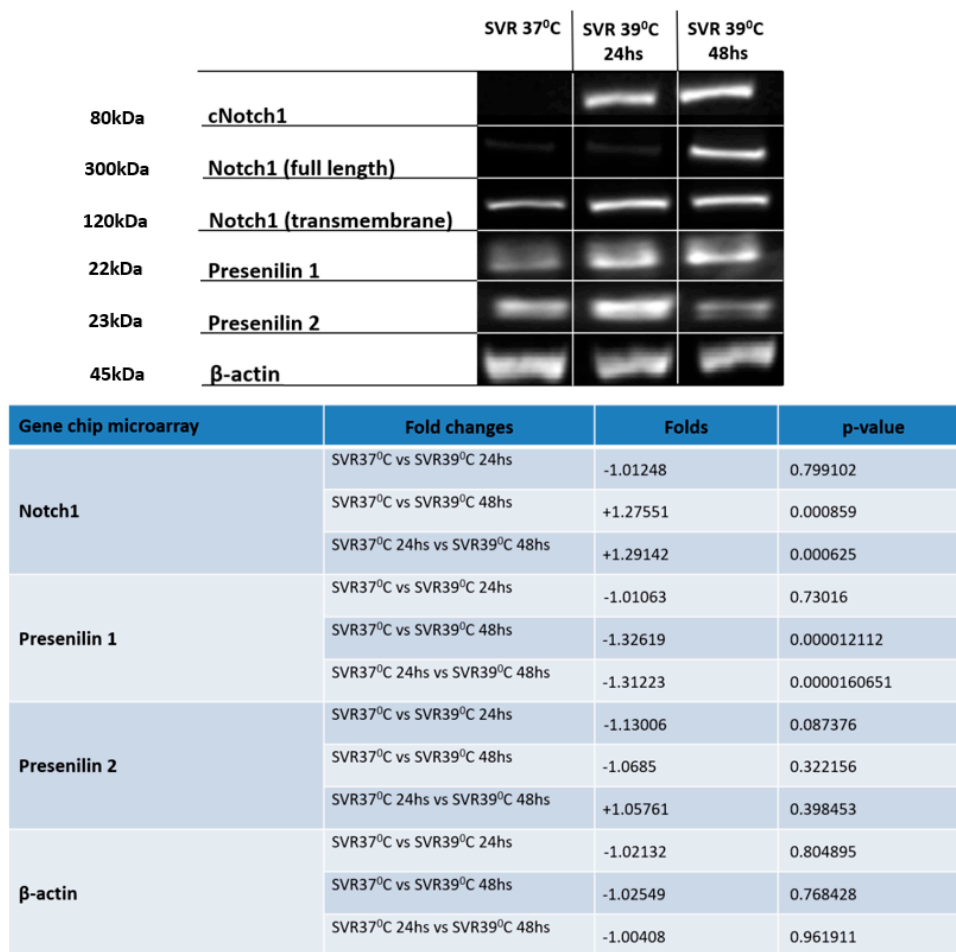 SVR 37⁰C SVR 39⁰C SVR 39⁰C
24hs 48hs
80kDa cNotch1
300kDa Notch1 (full length)
120kDa Notch1 (transmembrane)
22kDa Presenilin 1
23kDa Presenilin 2
45kDa β-actin
Gene chip microarray Fold changes Folds p-value
Notch1
SVR37⁰C vs SVR39⁰C 24hs -1.01248 0.799102
SVR37⁰C vs SVR39⁰C 48hs +1.27551 0.000859
SVR37⁰C 24hs vs SVR39⁰C 48hs +1.29142 0.000625
Presenilin 1
SVR37⁰C vs SVR39⁰C 24hs -1.01063 0.73016
SVR37⁰C vs SVR39⁰C 48hs -1.32619 0.000012112
SVR37⁰C 24hs vs SVR39⁰C 48hs -1.31223 0.0000160651
Presenilin 2
SVR37⁰C vs SVR39⁰C 24hs -1.13006 0.087376
SVR37⁰C vs SVR39⁰C 48hs -1.0685 0.322156
SVR37⁰C 24hs vs SVR39⁰C 48hs +1.05761 0.398453
β-actin
SVR37⁰C vs SVR39⁰C 24hs -1.02132 0.804895
SVR37⁰C vs SVR39⁰C 48hs -1.02549 0.768428
SVR37⁰C 24hs vs SVR39⁰C 48hs -1.00408 0.961911